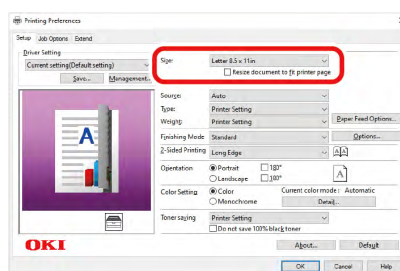 Printing Preferences
Setup Job Options Extend
Driver Setting
Current setting(Default setting)
Save... Management..
Size: Letter 8.5 x 11in
Resize document to fit printer page
Source: Auto
Type: Printer Setting
Weight: Printer Setting
Paper Feed Options...
Finishing Mode Standard
Options...
2-Sided Printing Long Edge
AA
Orientation Portrait 180°
Landscape 180°
A
Color Setting Color Current color mode : Automatic
Monochrome Detail...
Toner saving Printer Setting
Do not save 100% black toner
A
OKI
About... Default
OK Cancel Help